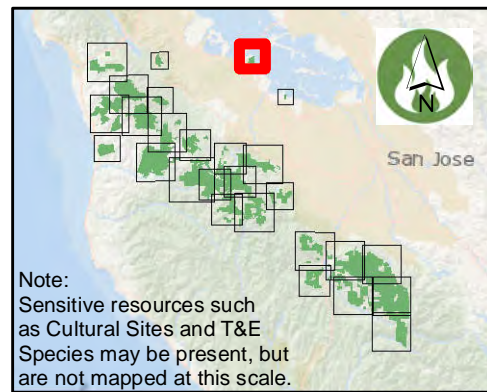 N
San Jose
Note:
Sensitive resources such
as Cultural Sites and T&E
Species may be present, but
are not mapped at this scale.